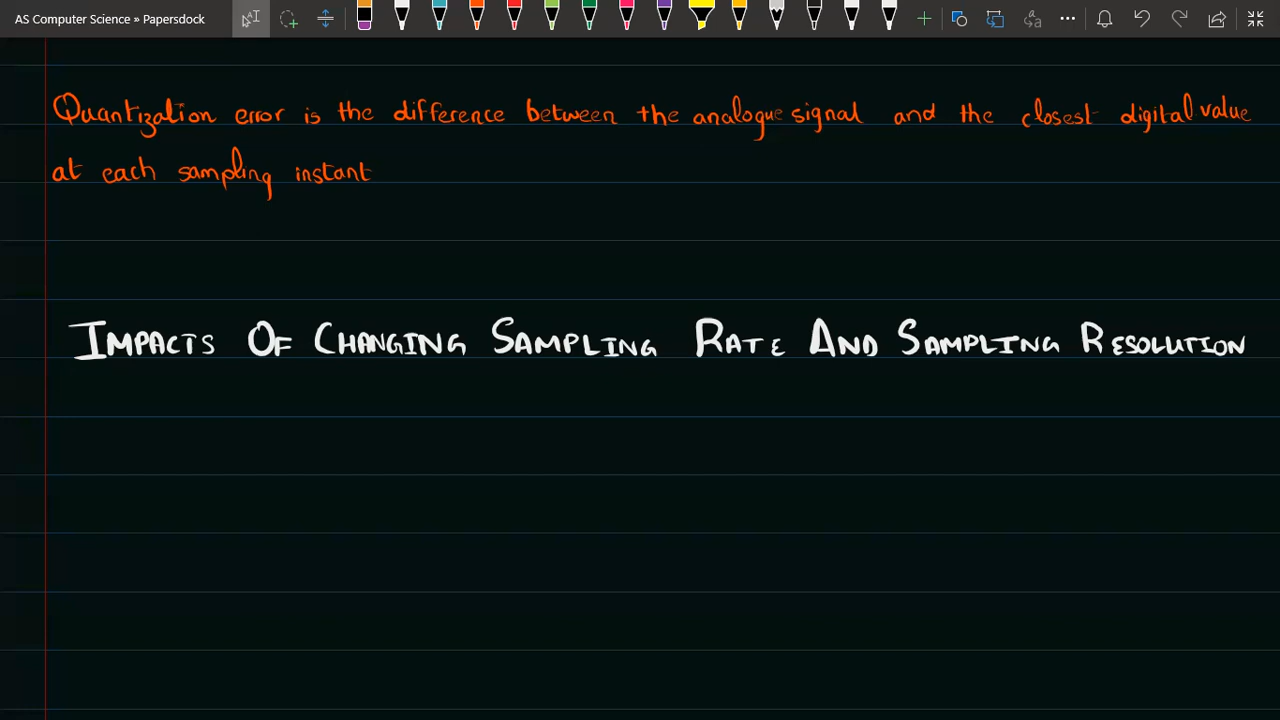 AS Computer Science » Papersdock
Quantization error is the difference between the analogue signal and the closest digital value
at each sampling instant
IMPACTS OF CHANGING SAMPLING RATE AND SAMPLING RESOLUTION